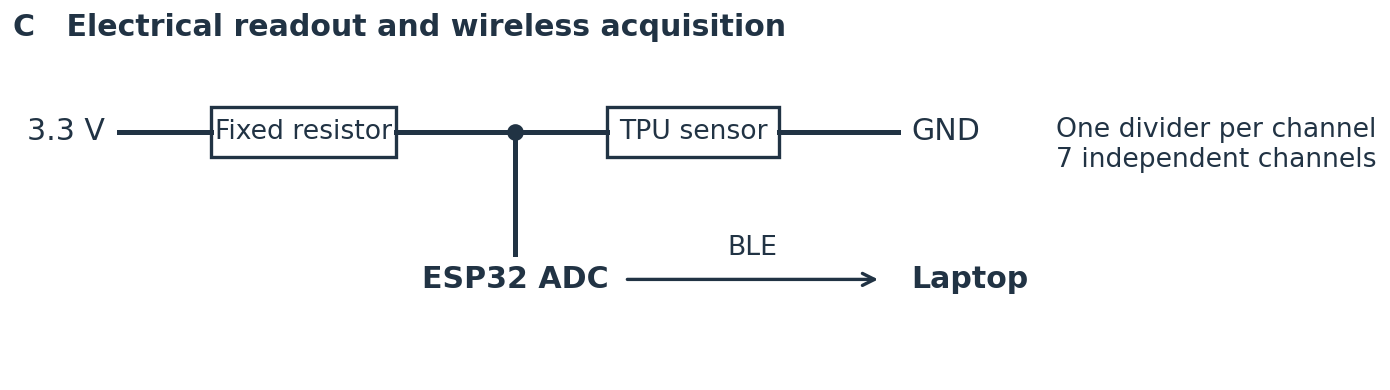 C Electrical readout and wireless acquisition
3.3 V
Fixed resistor
TPU sensor
GND
One divider per channel
7 independent channels
BLE
ESP32 ADC
Laptop